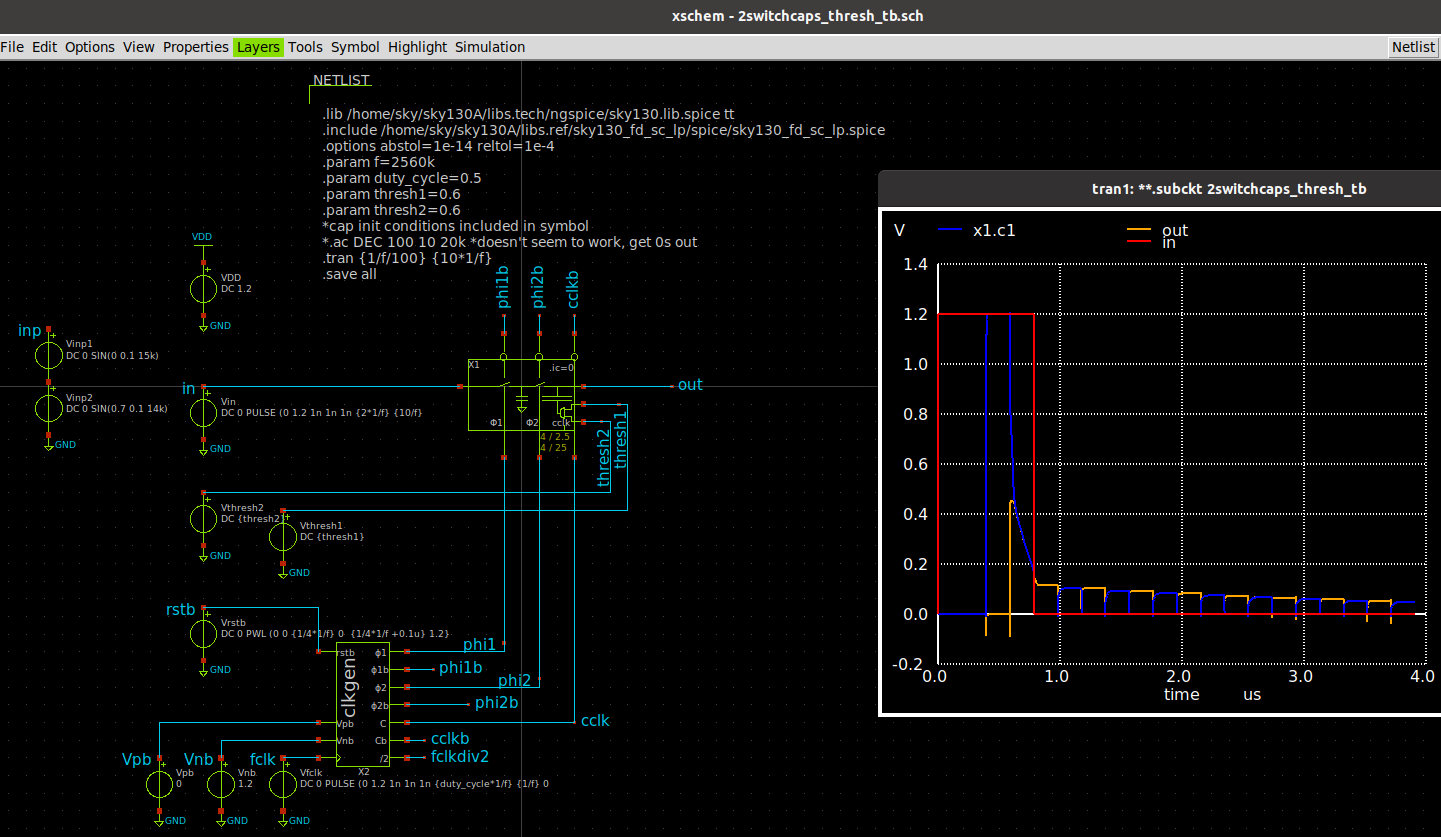 xschem - 2switchcaps_thresh_tb.sch
File Edit Options View Properties Layers Tools Symbol Highlight Simulation Netlist
NETLIST
.lib /home/sky/sky130A/libs.tech/ngspice/sky130.lib.spice tt
.include /home/sky/sky130A/libs.ref/sky130_fd_sc_lp/spice/sky130_fd_sc_lp.spice
.options abstol=1e-14 reltol=1e-4
.param f=2560k
.param duty_cycle=0.5
.param thresh1=0.6
.param thresh2=0.6
*cap init conditions included in symbol
*.ac DEC 100 10 20k *doesn't seem to work, get 0s out
.tran {1/f/100} {10*1/f}
.save all
VDD
VDD
DC 1.2
GND
inp
Vinp1
DC 0 SIN(0 0.1 15k)
Vinp2
DC 0 SIN(0.7 0.1 14k)
GND
in
Vin
DC 0 PULSE (0 1.2 1n 1n 1n {2*1/f} {10/f}
GND
phi1b
phi2b
cclkb
X1
.ic=0
Φ1
Φ2
cclk
4 / 2.5
4 / 25
out
thresh2
thresh1
Vthresh2
DC {thresh2}
GND
Vthresh1
DC {thresh1}
GND
rstb
Vrstb
DC 0 PWL (0 0 {1/4*1/f} 0 {1/4*1/f +0.1u} 1.2}
GND
clkgen
rstb
Vpb
Vnb
ϕ1
ϕ1b
ϕ2
ϕ2b
C
Cb
/2
X2
phi1
phi1b
phi2
phi2b
cclk
cclkb
fclkdiv2
Vpb
Vpb
0
GND
Vnb
Vnb
1.2
GND
fclk
Vfclk
DC 0 PULSE (0 1.2 1n 1n 1n {duty_cycle*1/f} {1/f} 0
GND
tran1: **.subckt 2switchcaps_thresh_tb
V
x1.c1
out
in
1.4
1.2
1.0
0.8
0.6
0.4
0.2
0.0
-0.2
0.0 1.0 2.0 3.0 4.0
time us